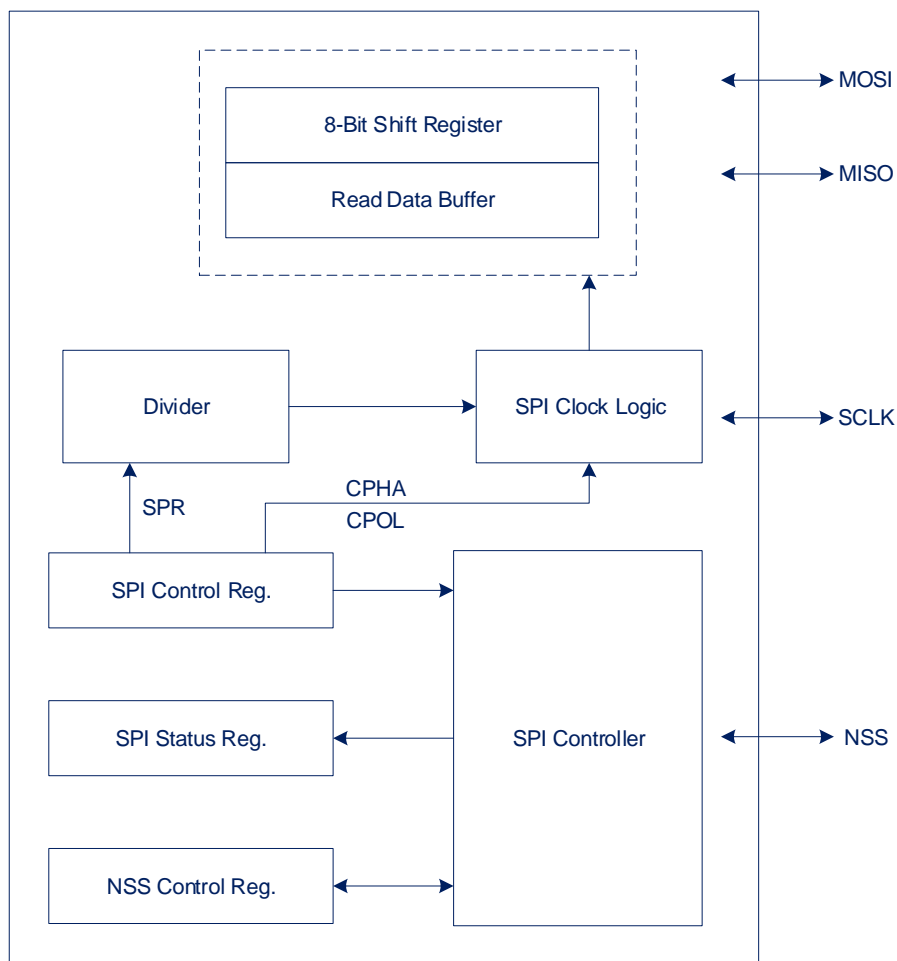 MOSI
8-Bit Shift Register
MISO
Read Data Buffer
Divider
SPI Clock Logic
SCLK
SPR
CPHA
CPOL
SPI Control Reg.
SPI Status Reg.
SPI Controller
NSS
NSS Control Reg.